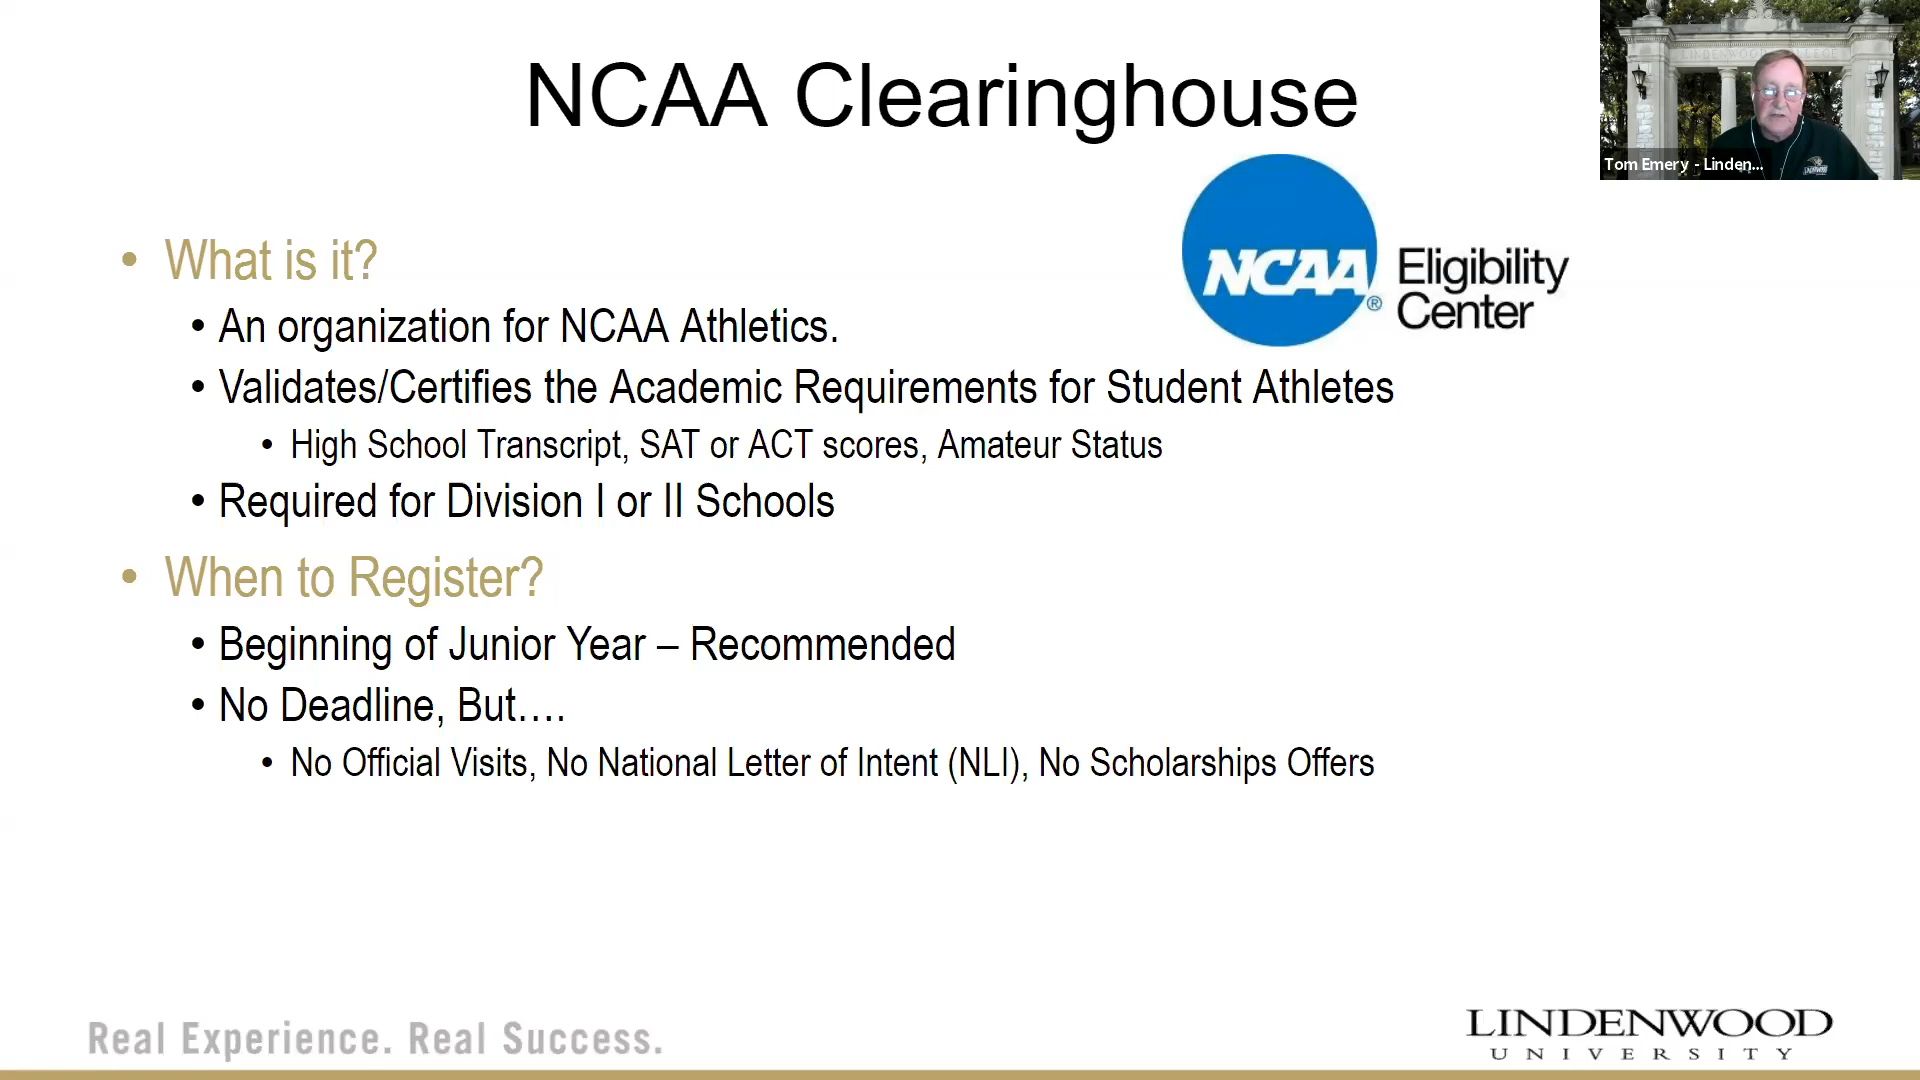 NCAA Clearinghouse
Tom Emery - Linden...
NCAA® Eligibility
Center
• What is it?
• An organization for NCAA Athletics.
• Validates/Certifies the Academic Requirements for Student Athletes
• High School Transcript, SAT or ACT scores, Amateur Status
• Required for Division I or II Schools
• When to Register?
• Beginning of Junior Year – Recommended
• No Deadline, But….
• No Official Visits, No National Letter of Intent (NLI), No Scholarships Offers
Real Experience. Real Success.
LINDENWOOD
UNIVERSITY